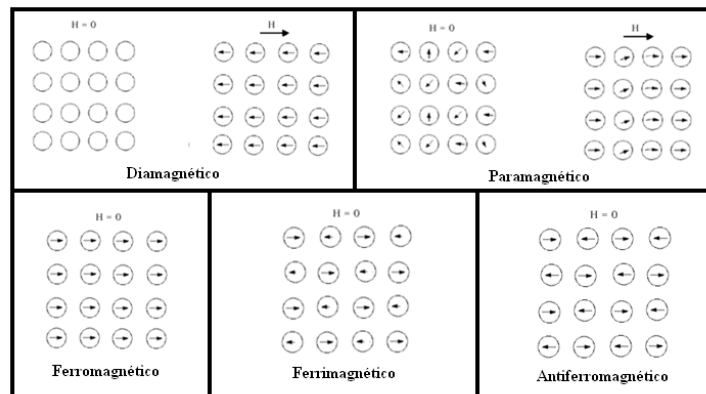 H = 0
H
Diamagnético
H = 0
H
Paramagnético
H = 0
Ferromagnético
H = 0
Ferrimagnético
H = 0
Antiferromagnético